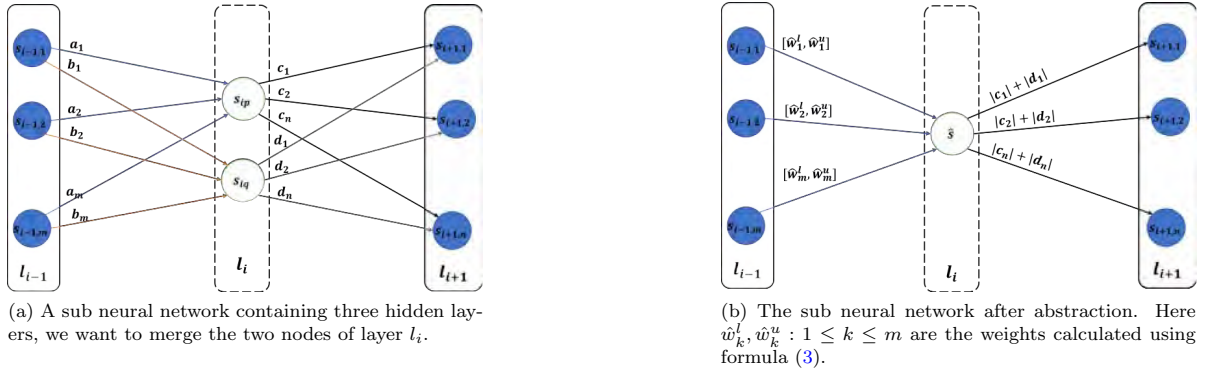 s_{i-1,1}
s_{i-1,2}
s_{i-1,m}
l_{i-1}
a_1
b_1
a_2
b_2
a_m
b_m
s_{ip}
s_{iq}
l_i
c_1
c_2
c_n
d_1
d_2
d_n
s_{i+1,1}
s_{i+1,2}
s_{i+1,n}
l_{i+1}
(a) A sub neural network containing three hidden lay-
ers, we want to merge the two nodes of layer l_i.
s_{i-1,1}
s_{i-1,2}
s_{i-1,m}
l_{i-1}
[ŵ_1^l, ŵ_1^u]
[ŵ_2^l, ŵ_2^u]
[ŵ_m^l, ŵ_m^u]
ŝ
l_i
|c_1| + |d_1|
|c_2| + |d_2|
|c_n| + |d_n|
s_{i+1,1}
s_{i+1,2}
s_{i+1,n}
l_{i+1}
(b) The sub neural network after abstraction. Here
ŵ_k^l, ŵ_k^u : 1 ≤ k ≤ m are the weights calculated using
formula (3).